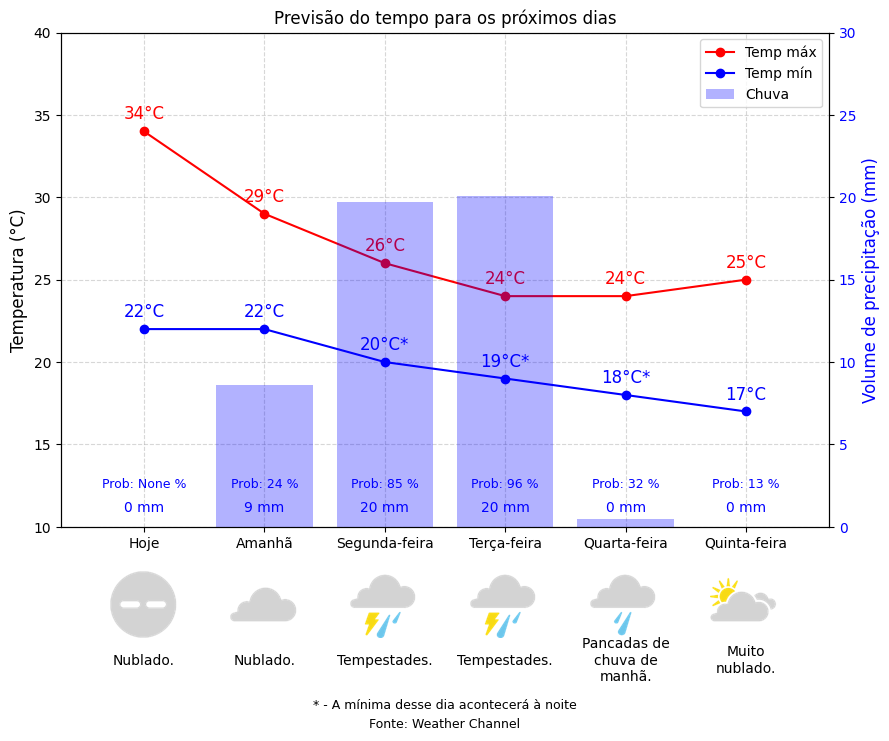 Previsão do tempo para os próximos dias
40
35
30
25
20
15
10
Temperatura (°C)
30
25
20
15
10
5
0
Volume de precipitação (mm)
Temp máx
Temp mín
Chuva
34°C
29°C
26°C
24°C
24°C
25°C
22°C
22°C
20°C*
19°C*
18°C*
17°C
Prob: None %
Prob: 24 %
Prob: 85 %
Prob: 96 %
Prob: 32 %
Prob: 13 %
0 mm
9 mm
20 mm
20 mm
0 mm
0 mm
Hoje
Amanhã
Segunda-feira
Terça-feira
Quarta-feira
Quinta-feira
Nublado.
Nublado.
Tempestades.
Tempestades.
Pancadas de
chuva de
manhã.
Muito
nublado.
* - A mínima desse dia acontecerá à noite
Fonte: Weather Channel